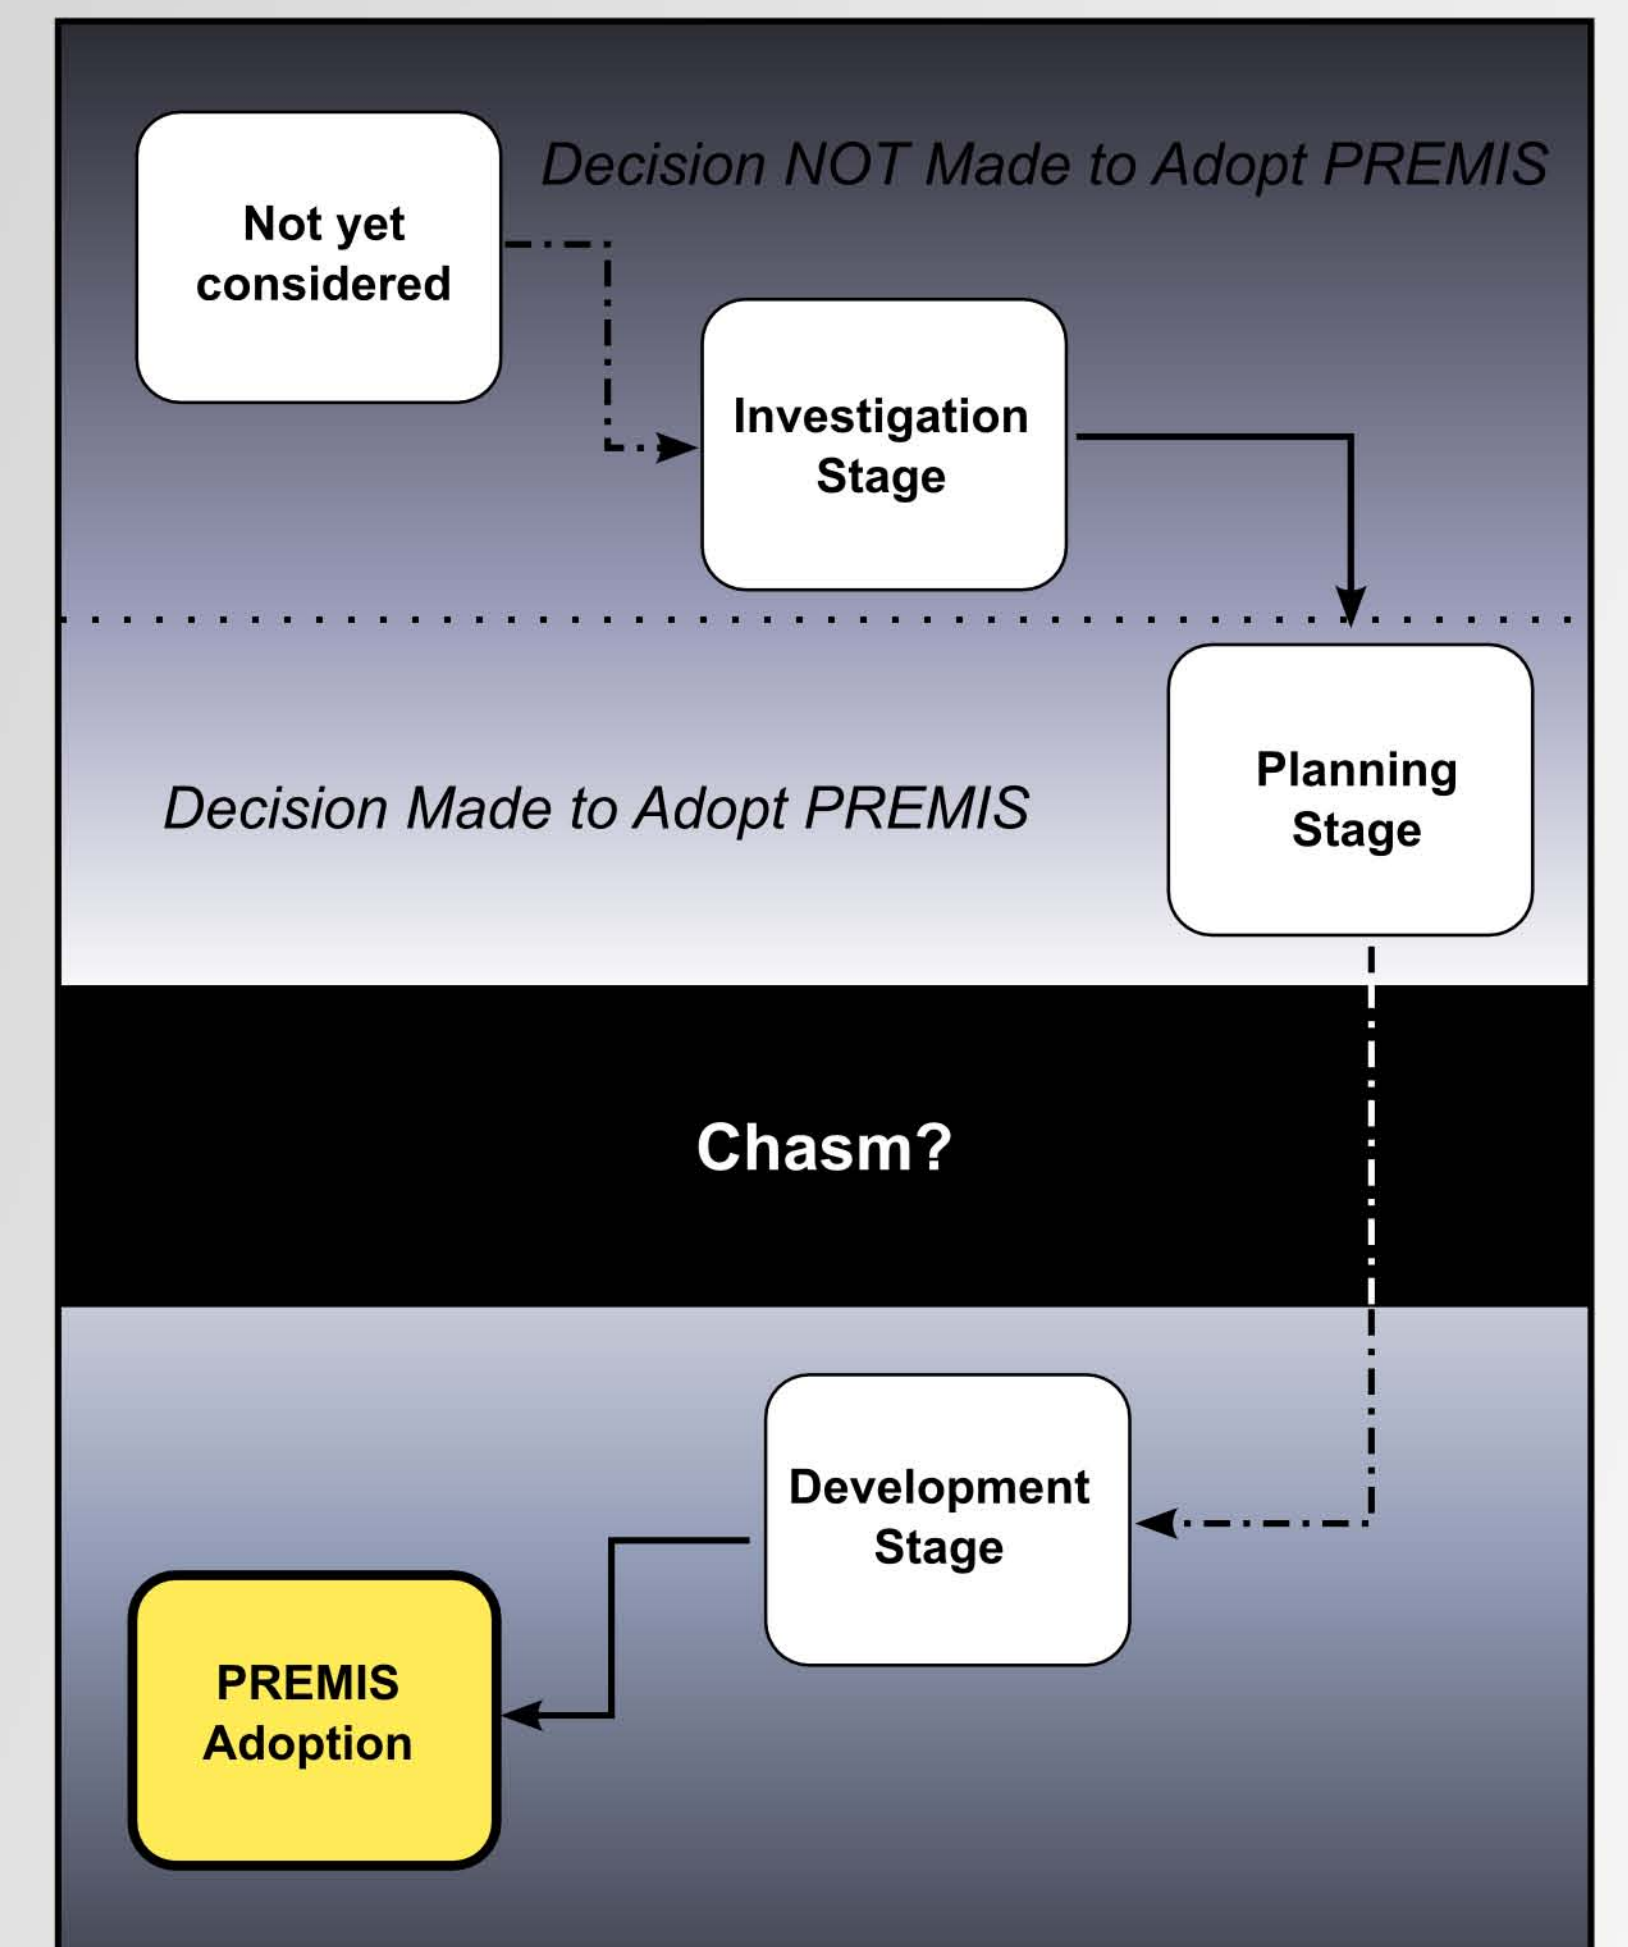 Decision NOT Made to Adopt PREMIS
Not yet
considered
Investigation
Stage
Planning
Stage
Decision Made to Adopt PREMIS
Chasm?
Development
Stage
PREMIS
Adoption